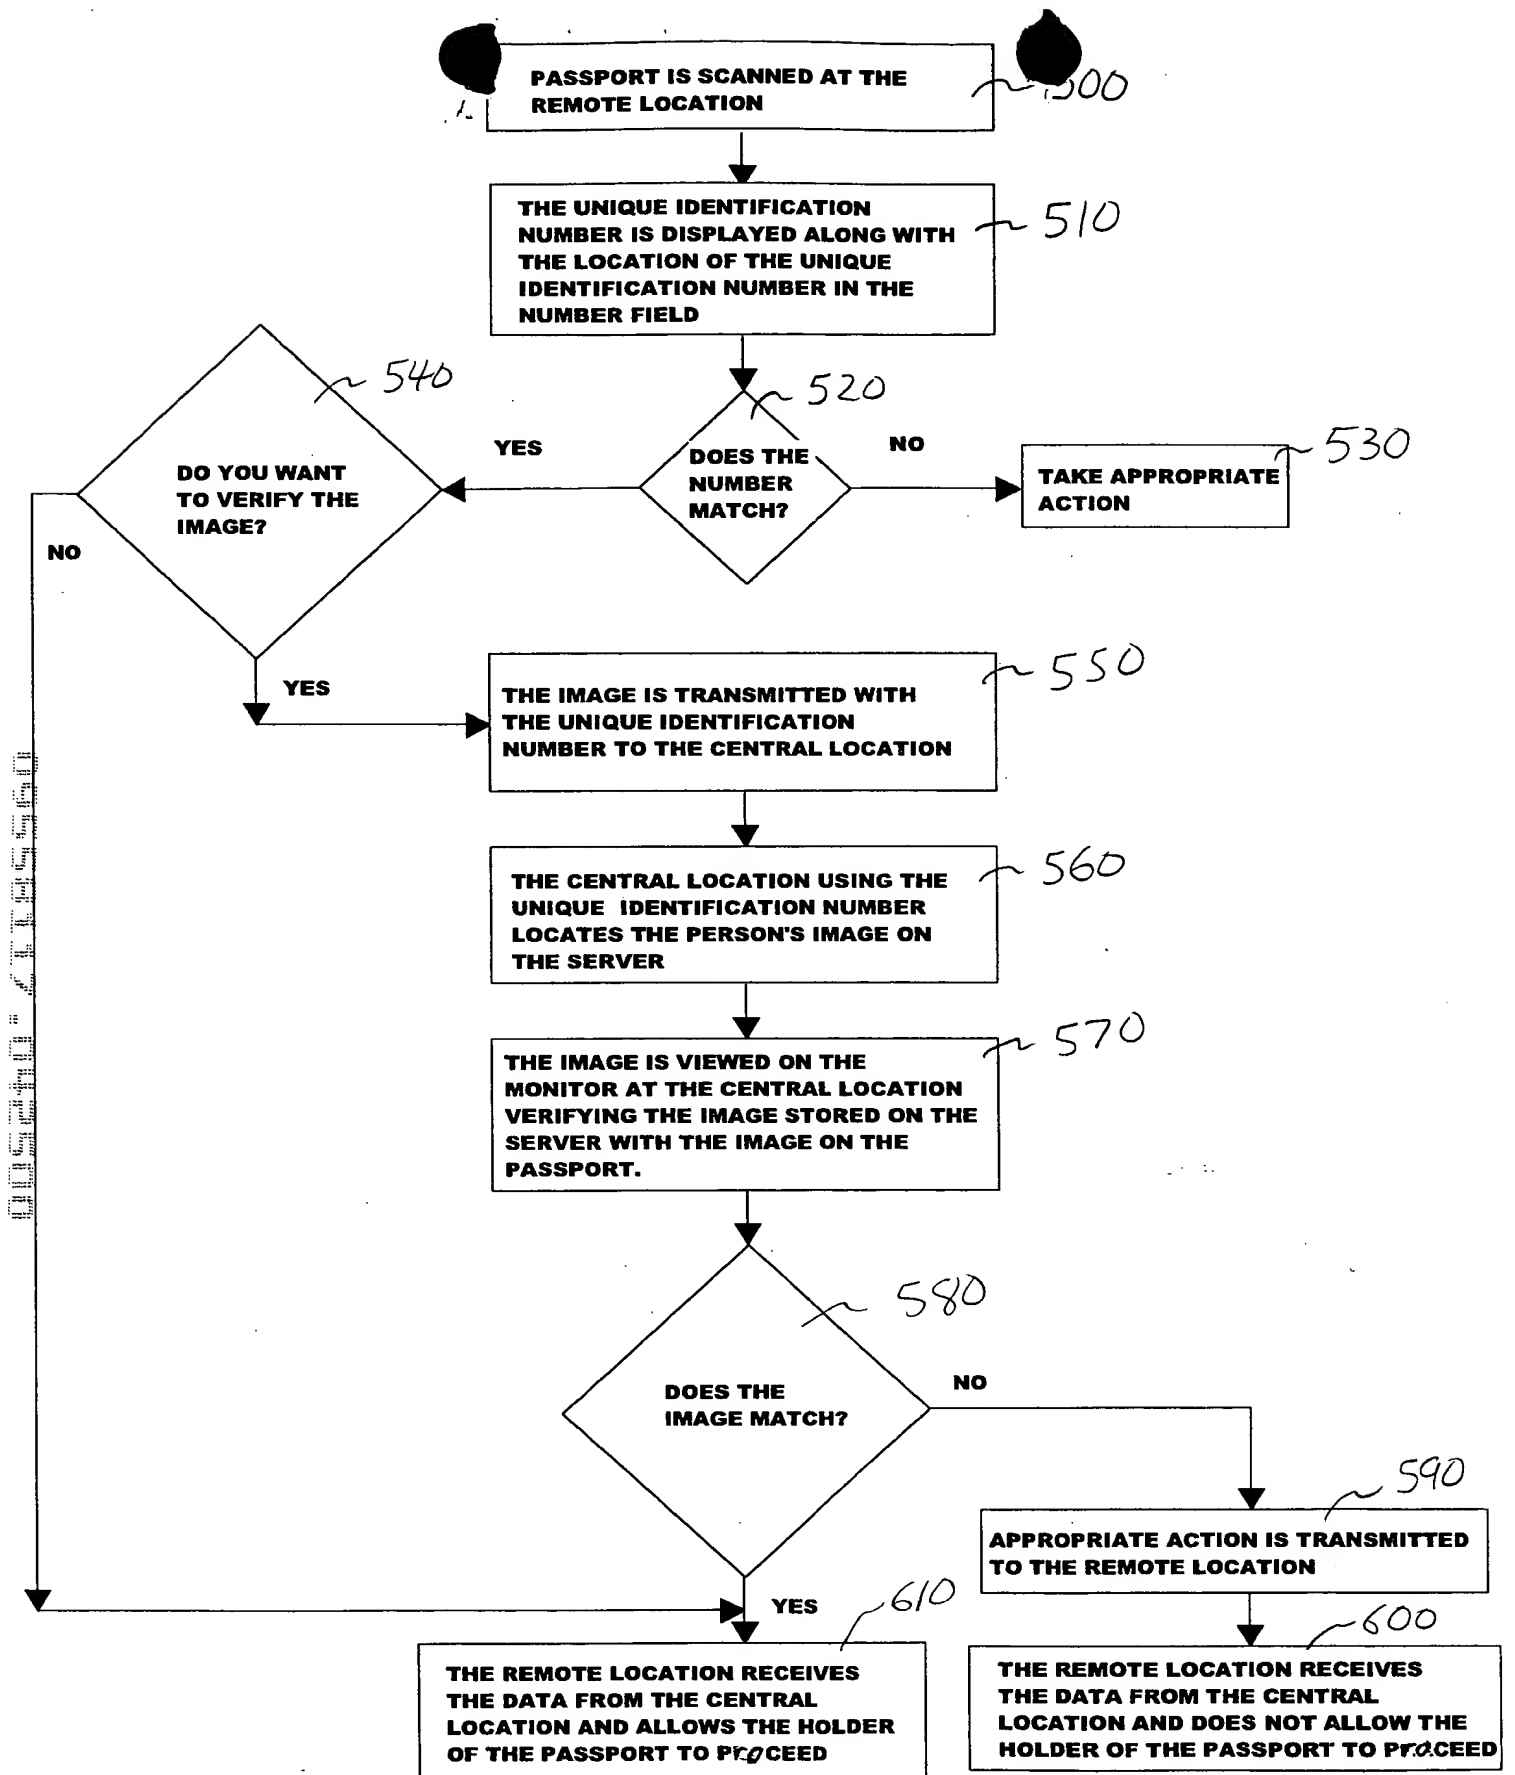 PASSPORT IS SCANNED AT THE
REMOTE LOCATION
THE UNIQUE IDENTIFICATION
NUMBER IS DISPLAYED ALONG WITH
THE LOCATION OF THE UNIQUE
IDENTIFICATION NUMBER IN THE
NUMBER FIELD
510
540
520
YES
NO
530
DO YOU WANT
TO VERIFY THE
IMAGE?
DOES THE
NUMBER
MATCH?
TAKE APPROPRIATE
ACTION
NO
YES
THE IMAGE IS TRANSMITTED WITH
THE UNIQUE IDENTIFICATION
NUMBER TO THE CENTRAL LOCATION
550
THE CENTRAL LOCATION USING THE
UNIQUE IDENTIFICATION NUMBER
LOCATES THE PERSON'S IMAGE ON
THE SERVER
560
THE IMAGE IS VIEWED ON THE
MONITOR AT THE CENTRAL LOCATION
VERIFYING THE IMAGE STORED ON THE
SERVER WITH THE IMAGE ON THE
PASSPORT.
570
580
DOES THE
IMAGE MATCH?
NO
590
APPROPRIATE ACTION IS TRANSMITTED
TO THE REMOTE LOCATION
YES
610
600
THE REMOTE LOCATION RECEIVES
THE DATA FROM THE CENTRAL
LOCATION AND ALLOWS THE HOLDER
OF THE PASSPORT TO PROCEED
THE REMOTE LOCATION RECEIVES
THE DATA FROM THE CENTRAL
LOCATION AND DOES NOT ALLOW THE
HOLDER OF THE PASSPORT TO PROCEED